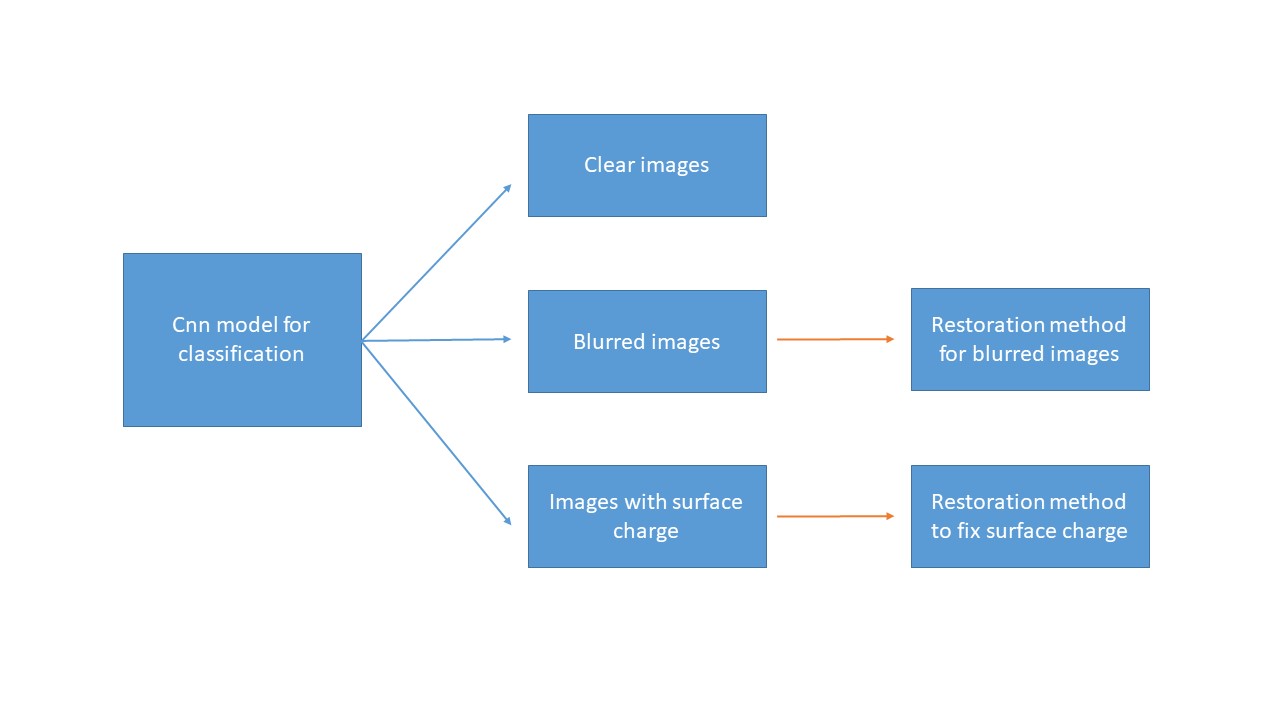 Clear images
Cnn model for
classification
Blurred images
Restoration method
for blurred images
Images with surface
charge
Restoration method
to fix surface charge